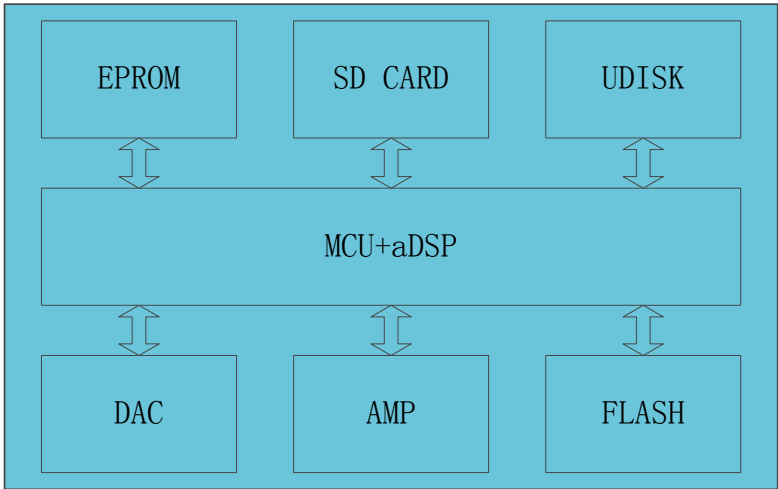 EPROM
SD CARD
UDISK
MCU+aDSP
DAC
AMP
FLASH